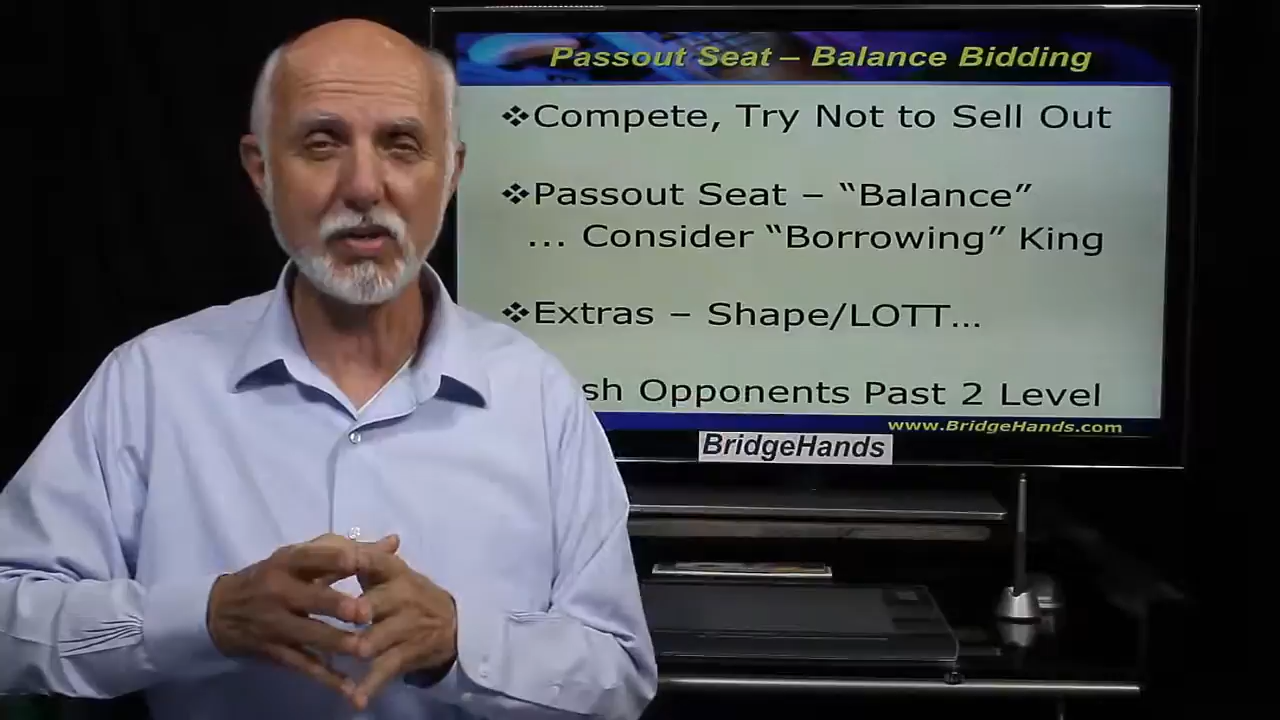 Passout Seat – Balance Bidding
❖Compete, Try Not to Sell Out
❖Passout Seat – “Balance”
... Consider “Borrowing” King
❖Extras – Shape/LOTT...
sh Opponents Past 2 Level
www.BridgeHands.com
BridgeHands